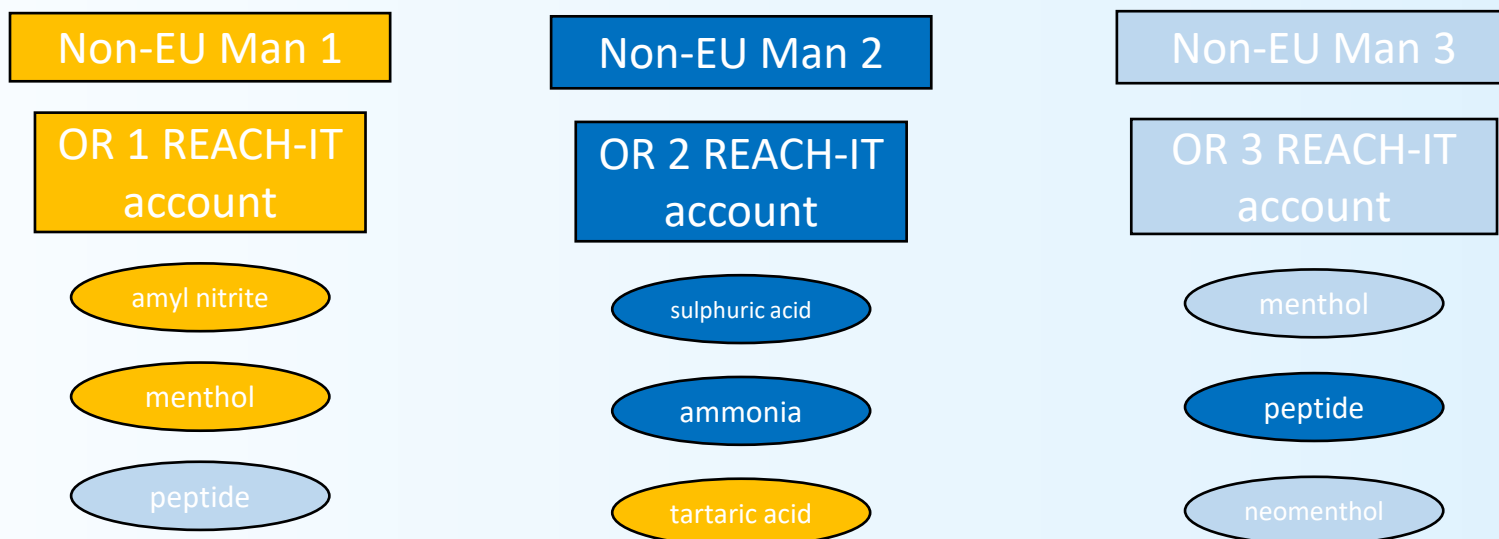 Non-EU Man 1
OR 1 REACH-IT
account
amyl nitrite
menthol
peptide
Non-EU Man 2
OR 2 REACH-IT
account
sulphuric acid
ammonia
tartaric acid
Non-EU Man 3
OR 3 REACH-IT
account
menthol
peptide
neomenthol